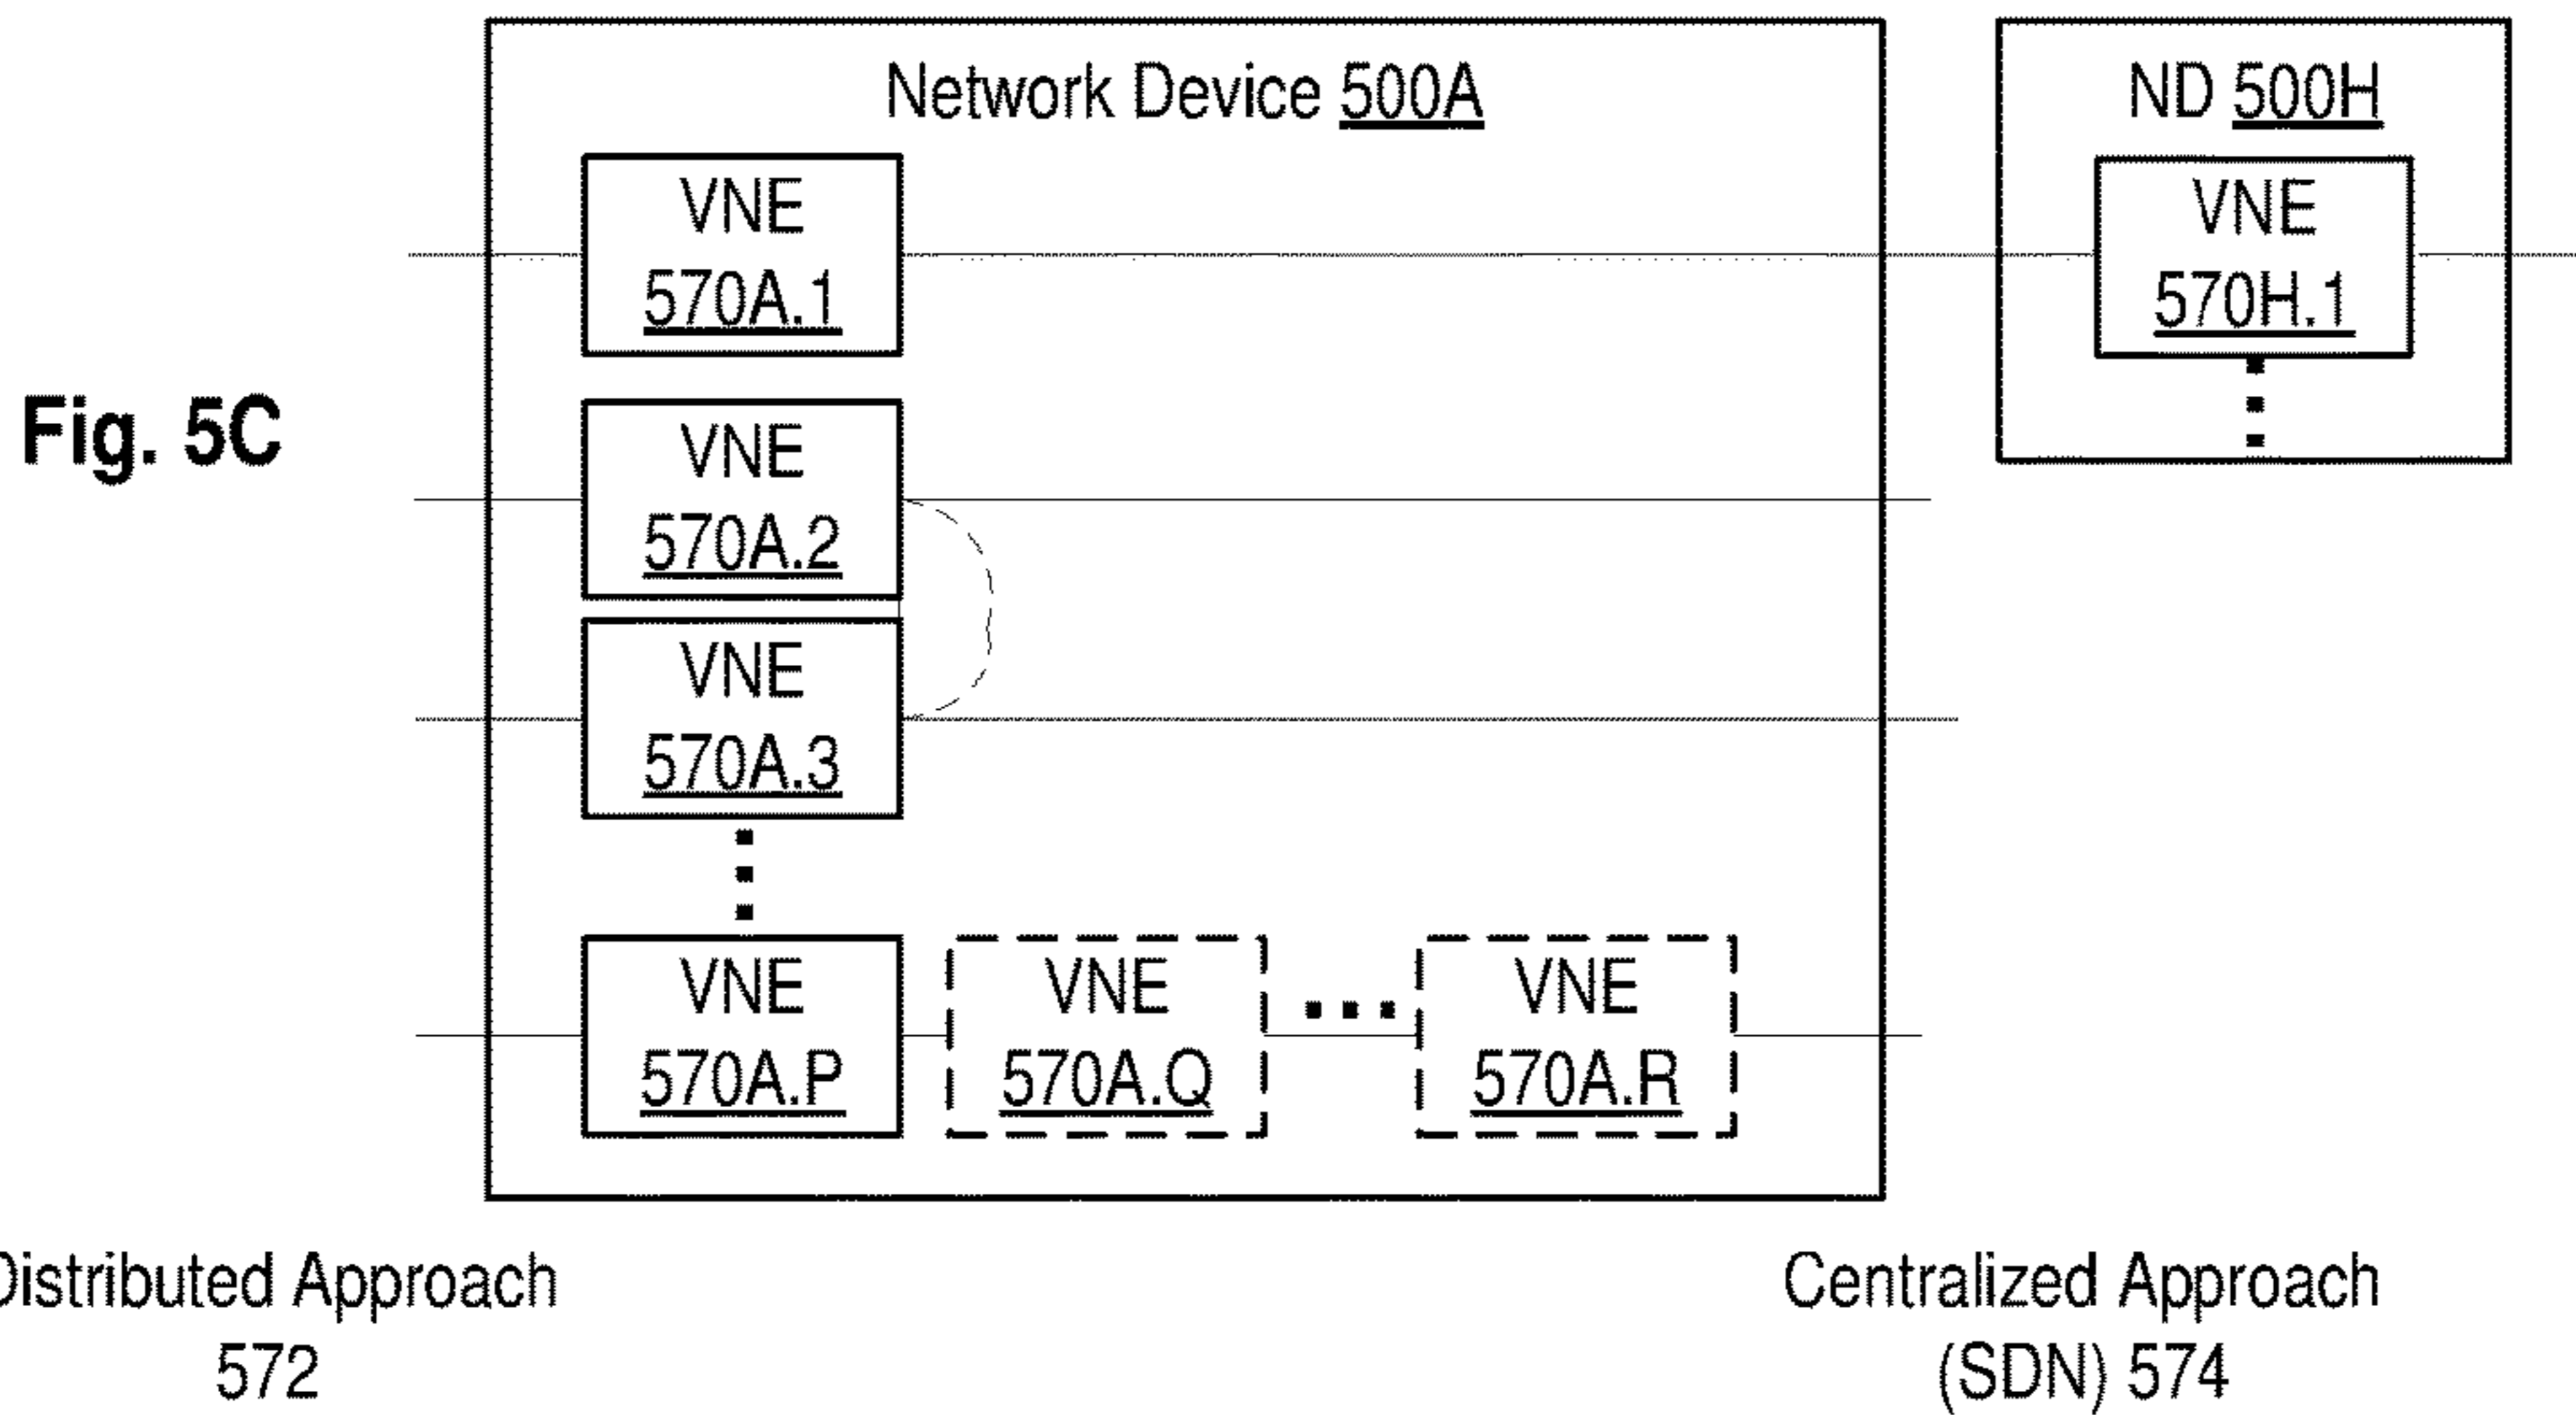 Network Device 500A
ND 500H
VNE
570A.1
VNE
570H.1
Fig. 5C
VNE
570A.2
VNE
570A.3
VNE
570A.P
VNE
570A.Q
VNE
570A.R
Distributed Approach
572
Centralized Approach
(SDN) 574